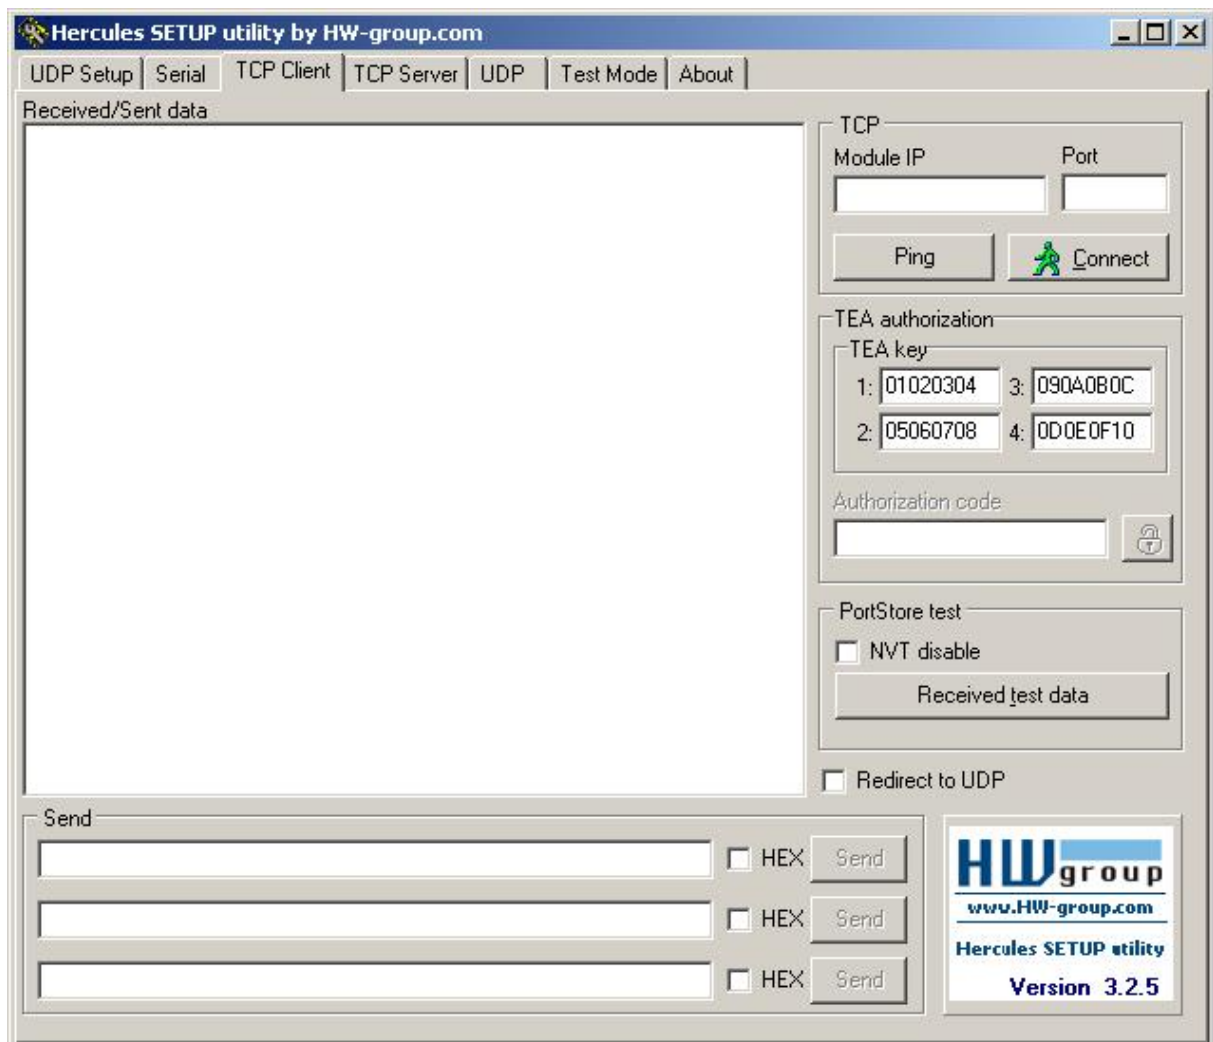 Hercules SETUP utility by HW-group.com
UDP Setup Serial TCP Client TCP Server UDP Test Mode About
Received/Sent data
TCP
Module IP Port
Ping Connect
TEA authorization
TEA key
1: 01020304 3: 090A0B0C
2: 05060708 4: 0D0E0F10
Authorization code
PortStore test
NVT disable
Received test data
Redirect to UDP
Send
HEX Send
HEX Send
HEX Send
HW group
www.HW-group.com
Hercules SETUP utility
Version 3.2.5